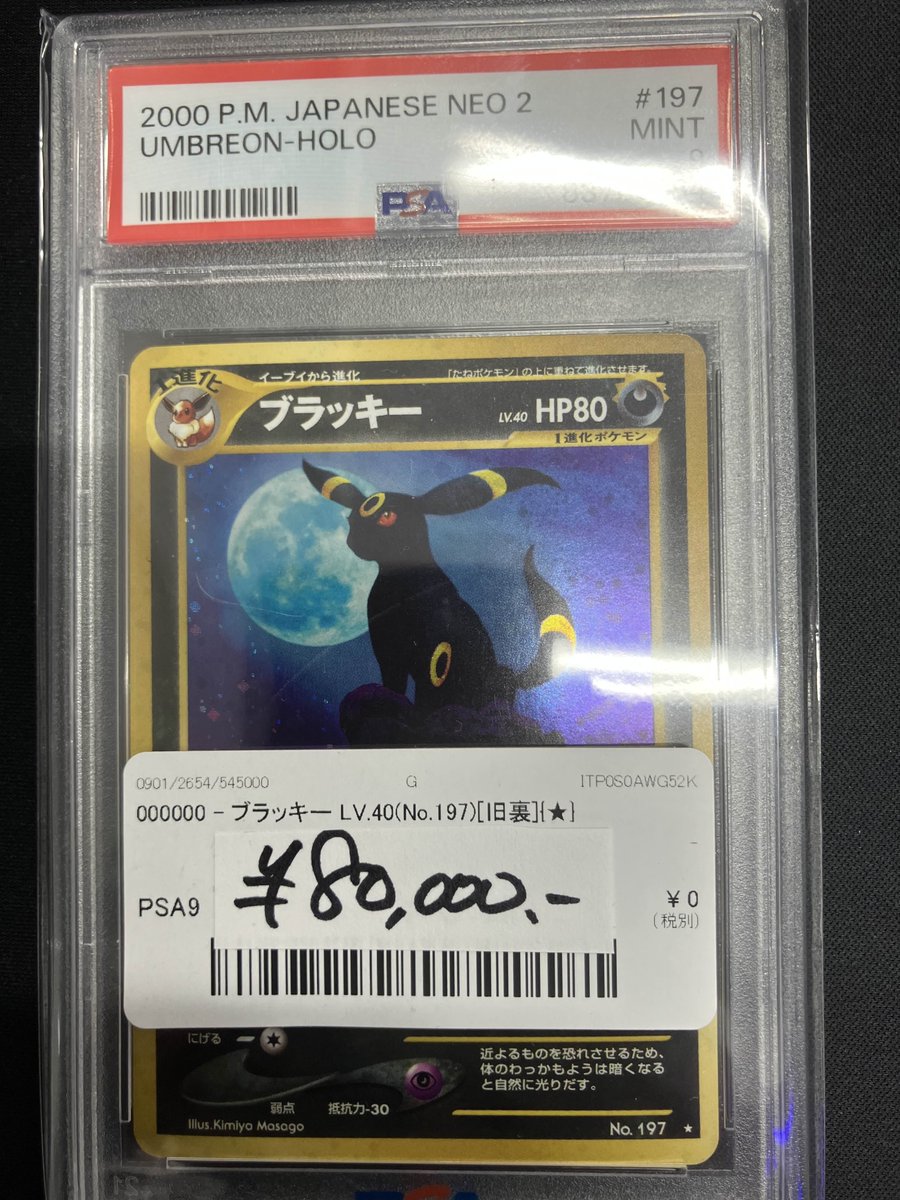 2000 P.M. JAPANESE NEO 2
#197
UMBREON-HOLO
MINT
9
PSA
1進化
イーブイから進化
「たねポケモン」の上に重ねて進化させます。
ブラッキー
LV.40 HP80
1進化ポケモン
0901/2654/545000
G
ITP0S0AWG52K
000000 - ブラッキー LV.40(No.197)[旧裏]{★}
PSA9
¥80,000.-
¥0
(税別)
にげる
近よるものを恐れさせるため、
体のわっかもようは暗くなる
と自然に光りだす。
弱点
抵抗力-30
Illus.Kimiya Masago
No. 197 ★